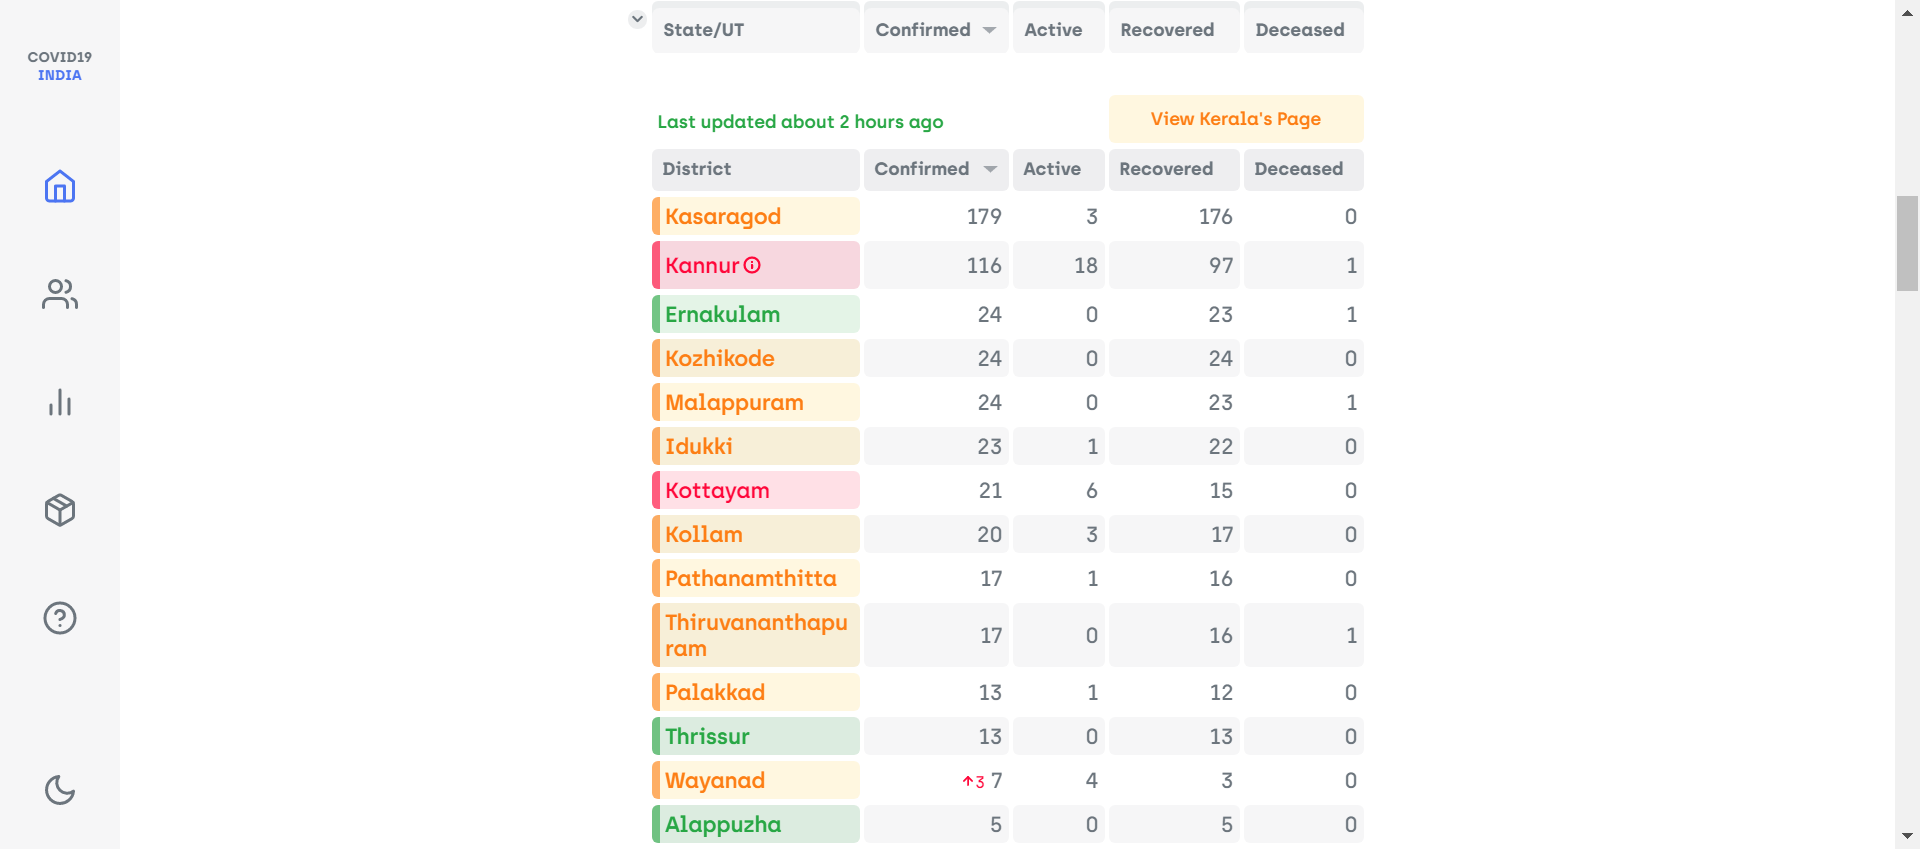 COVID19
INDIA
State/UT Confirmed Active Recovered Deceased
Last updated about 2 hours ago View Kerala's Page
District Confirmed Active Recovered Deceased
Kasaragod 179 3 176 0
Kannur 116 18 97 1
Ernakulam 24 0 23 1
Kozhikode 24 0 24 0
Malappuram 24 0 23 1
Idukki 23 1 22 0
Kottayam 21 6 15 0
Kollam 20 3 17 0
Pathanamthitta 17 1 16 0
Thiruvananthapu
ram 17 0 16 1
Palakkad 13 1 12 0
Thrissur 13 0 13 0
Wayanad ↑3 7 4 3 0
Alappuzha 5 0 5 0